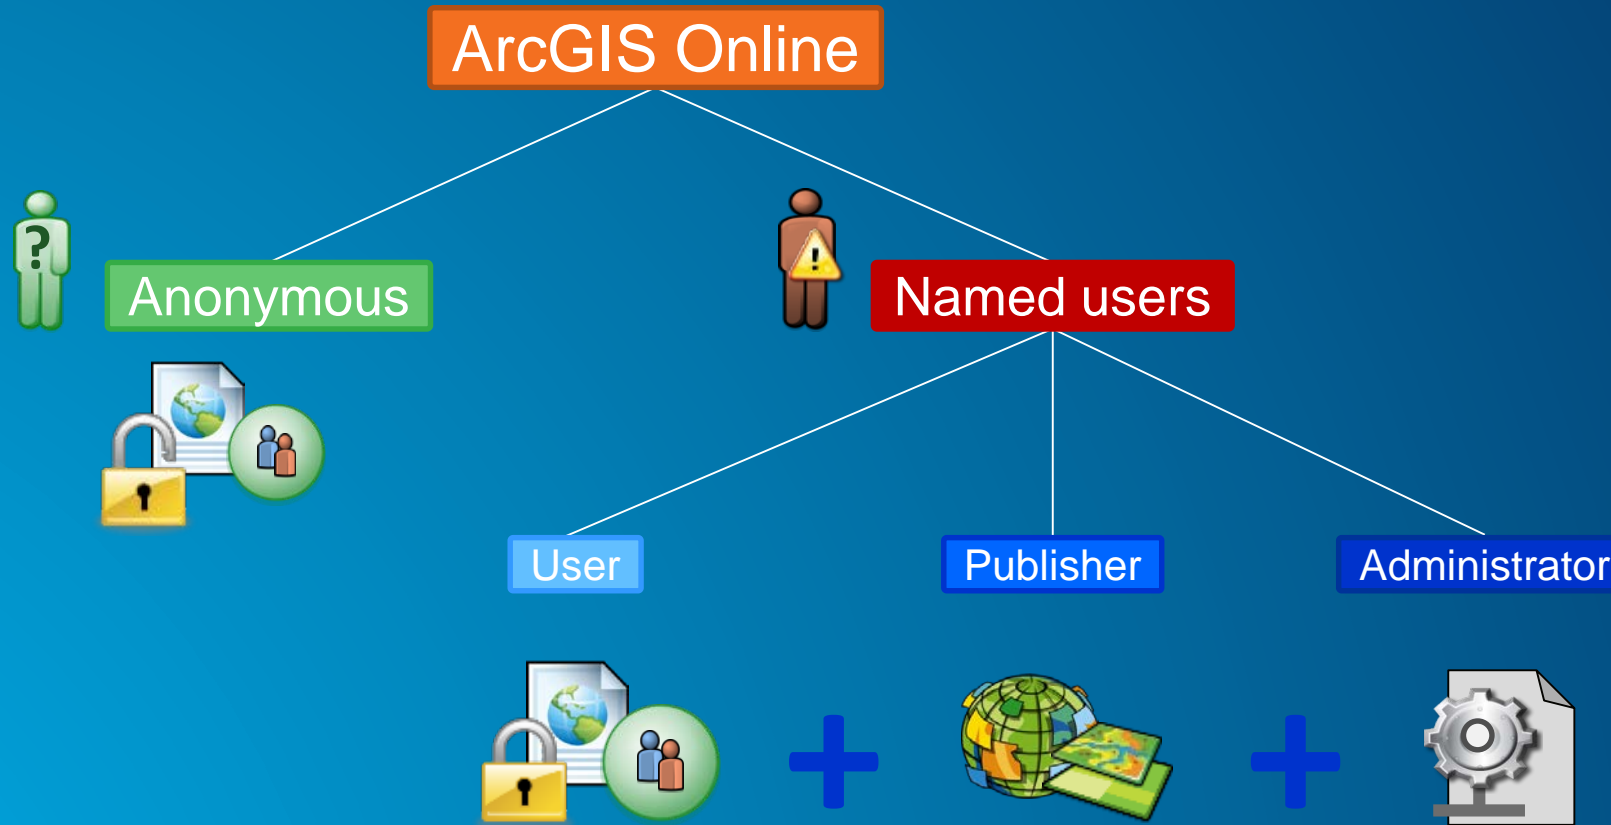 ArcGIS Online
?
!
Anonymous
Named users
User
Publisher
Administrator